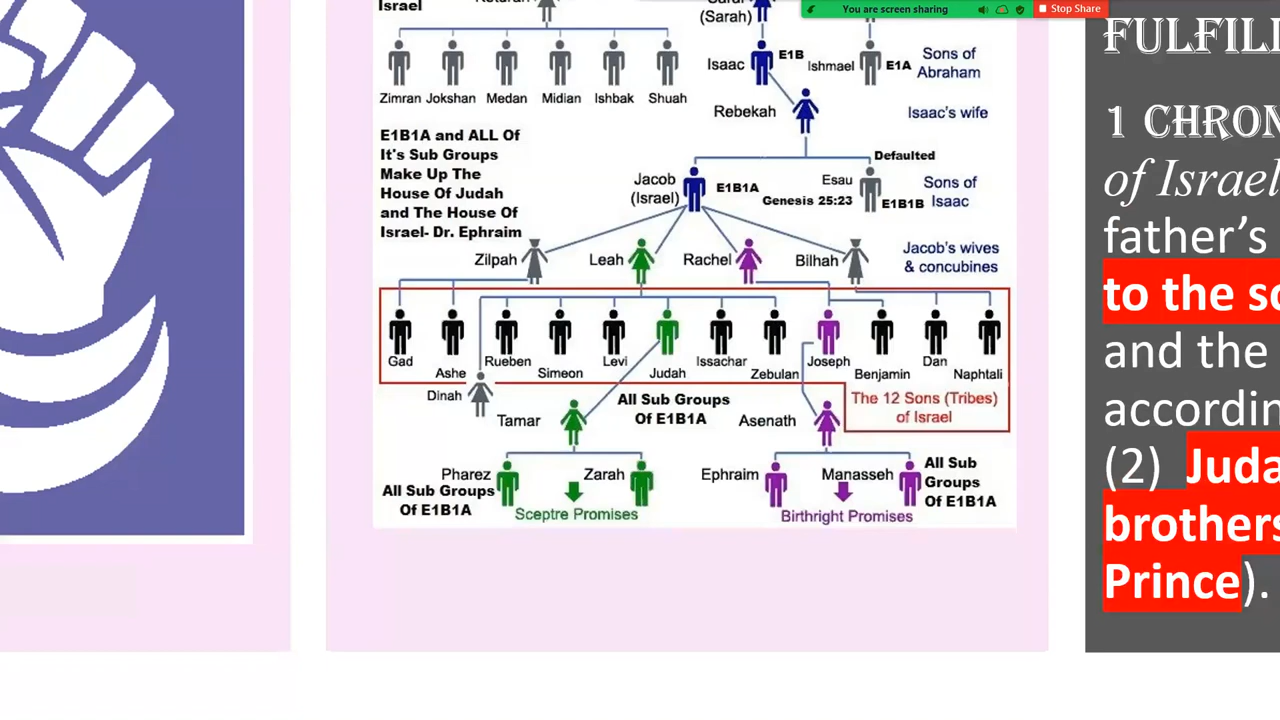 You are screen sharing
Stop Share
Israel
(Sarah)
Isaac
E1B
Ishmael
E1A
Sons of
Abraham
Zimran Jokshan Medan Midian Ishbak Shuah
Rebekah
Isaac's wife
E1B1A and ALL Of
It's Sub Groups
Make Up The
House Of Judah
and The House Of
Israel- Dr. Ephraim
Jacob
(Israel)
E1B1A
Defaulted
Esau
Genesis 25:23
E1B1B
Sons of
Isaac
Zilpah
Leah
Rachel
Bilhah
Jacob's wives
& concubines
Gad
Ashe
Rueben
Simeon
Levi
Judah
Issachar
Zebulan
Joseph
Benjamin
Dan
Naphtali
Dinah
The 12 Sons (Tribes)
of Israel
Tamar
All Sub Groups
Of E1B1A
Asenath
Pharez
Zarah
All Sub Groups
Of E1B1A
Sceptre Promises
Ephraim
Manasseh
All Sub
Groups
Of E1B1A
Birthright Promises
1 CHRON
of Israel
father’s
to the so
and the
accordin
(2) Juda
brothers
Prince).